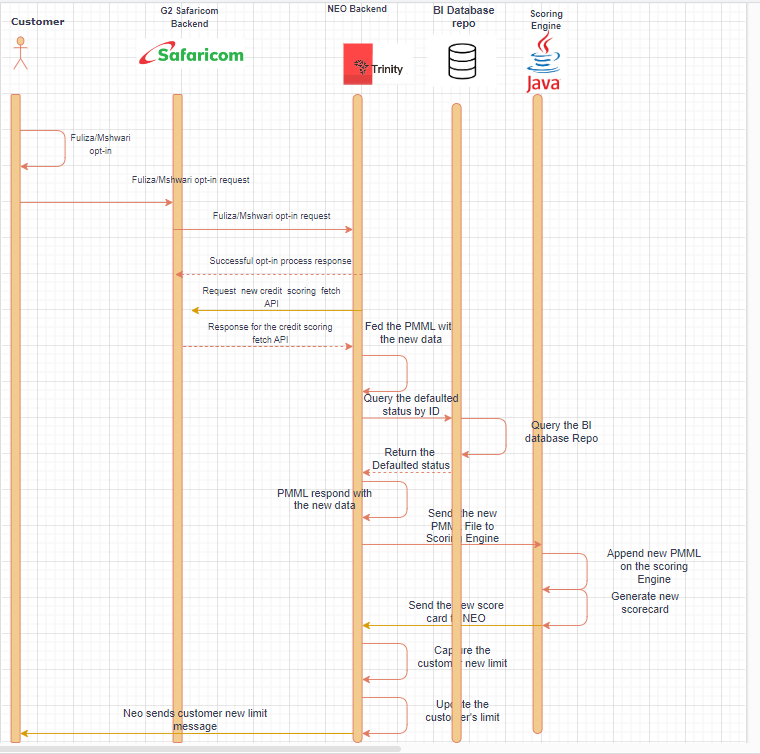 Customer
G2 Safaricom
Backend
NEO Backend
BI Database
repo
Scoring
Engine
Safaricom
Trinity
Java
Fuliza/Mshwari
opt-in
Fuliza/Mshwari opt-in request
Fuliza/Mshwari opt-in request
Successful opt-in process response
Request new credit scoring fetch
API
Response for the credit scoring
fetch API
Fed the PMML wit
the new data
Query the defaulted
status by ID
Query the BI
database Repo
Return the
Defaulted status
PMML respond with
the new data
Send the new
PMML File to
Scoring Engine
Append new PMML
on the scoring
Engine
Generate new
scorecard
Send the new score
card to NEO
Capture the
customer new limit
Update the
customer's limit
Neo sends customer new limit
message